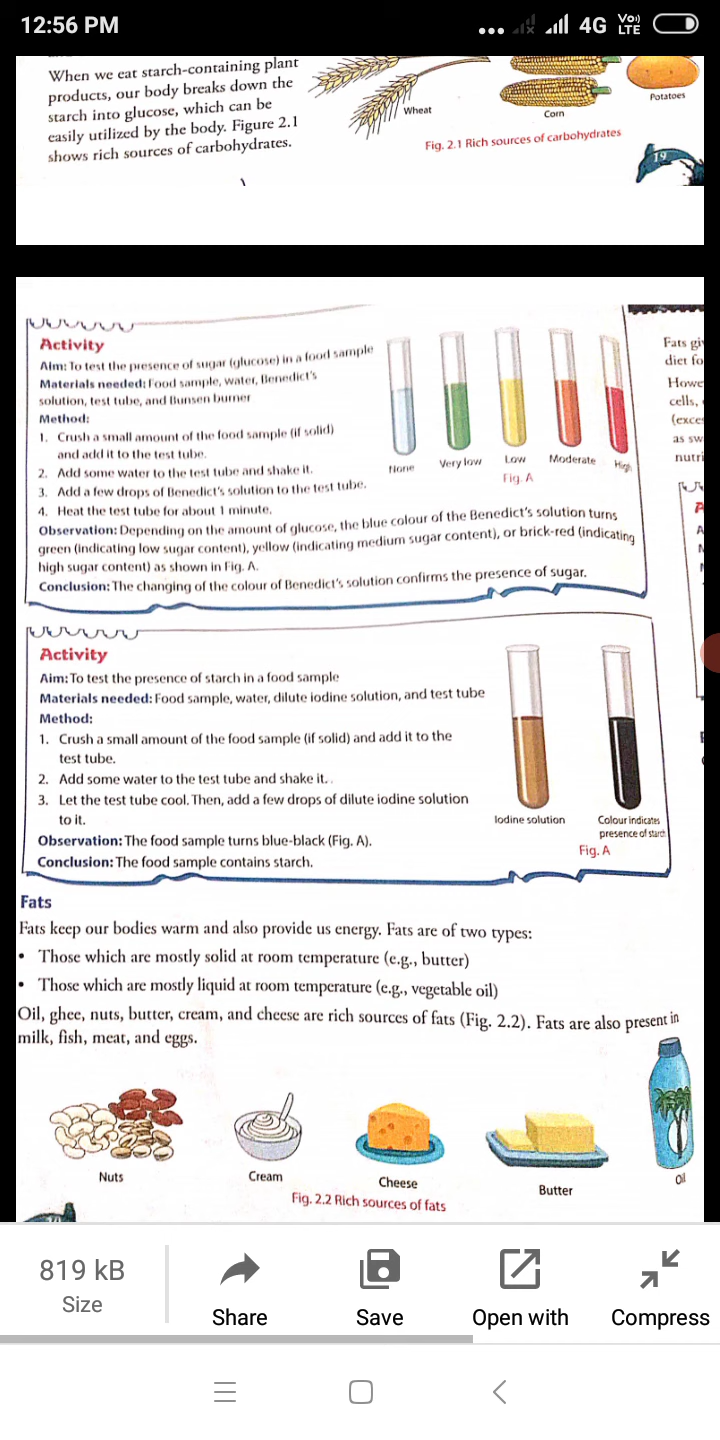 12:56 PM
4G
Vo))
LTE
When we eat starch-containing plant
products, our body breaks down the
starch into glucose, which can be
easily utilized by the body. Figure 2.1
shows rich sources of carbohydrates.
Wheat
Corn
Potatoes
Fig. 2.1 Rich sources of carbohydrates
19
Activity
Aim: To test the presence of sugar (glucose) in a food sample
Materials needed: Food sample, water, Benedict's
solution, test tube, and Bunsen burner
Method:
1. Crush a small amount of the food sample (if solid)
and add it to the test tube.
2. Add some water to the test tube and shake it.
3. Add a few drops of Benedict's solution to the test tube.
4. Heat the test tube for about 1 minute.
None
Very low
Low
Moderate
High
Fig. A
Observation: Depending on the amount of glucose, the blue colour of the Benedict's solution turns
green (indicating low sugar content), yellow (indicating medium sugar content), or brick-red (indicating
high sugar content) as shown in Fig. A.
Conclusion: The changing of the colour of Benedict's solution confirms the presence of sugar.
Fats gi
diet fo
Howe
cells,
(exce
as sw
nutri
Activity
Aim: To test the presence of starch in a food sample
Materials needed: Food sample, water, dilute iodine solution, and test tube
Method:
1. Crush a small amount of the food sample (if solid) and add it to the
test tube.
2. Add some water to the test tube and shake it.
3. Let the test tube cool. Then, add a few drops of dilute iodine solution
to it.
Observation: The food sample turns blue-black (Fig. A).
Conclusion: The food sample contains starch.
Iodine solution
Colour indicates
presence of starch
Fig. A
Fats
Fats keep our bodies warm and also provide us energy. Fats are of two types:
• Those which are mostly solid at room temperature (e.g., butter)
• Those which are mostly liquid at room temperature (e.g., vegetable oil)
Oil, ghee, nuts, butter, cream, and cheese are rich sources of fats (Fig. 2.2). Fats are also present in
milk, fish, meat, and eggs.
Nuts
Cream
Cheese
Butter
Oil
Fig. 2.2 Rich sources of fats
819 kB
Size
Share
Save
Open with
Compress